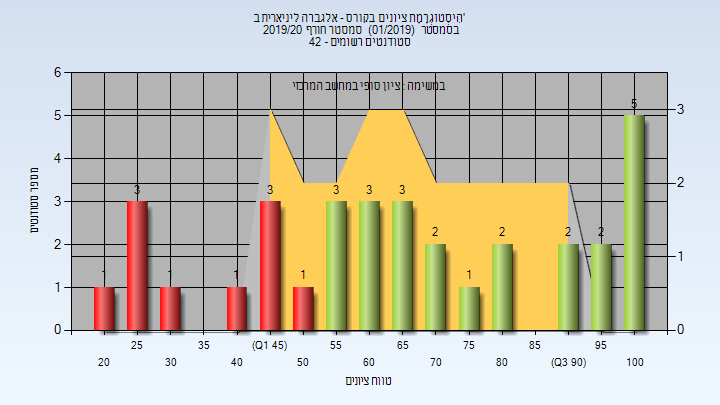 היסטוגרמת ציונים בקורס - אלגברה ליניארית ב'
בסמסטר (01/2019) סמסטר חורף 2019/20
סטודנטים רשומים - 42
במשימה : ציון סופי במחשב המרכזי
מספר סטודנטים
6
5
4
3
2
1
0
3
2
1
0
1 3 1 1 3 1 3 3 3 2 1 2 2 2 5
25 35 (Q1 45) 55 65 75 85 95
20 30 40 50 60 70 80 (Q3 90) 100
טווח ציונים